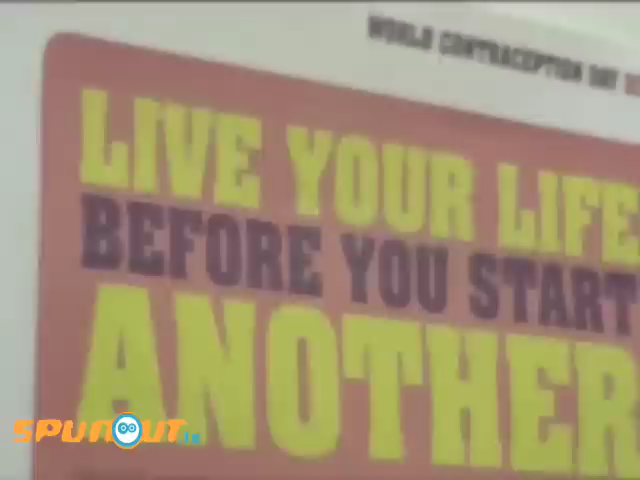 WORLD CONTRACEPTION DAY
LIVE YOUR LIFE
BEFORE YOU START
ANOTHER
SPUNOUT.ie